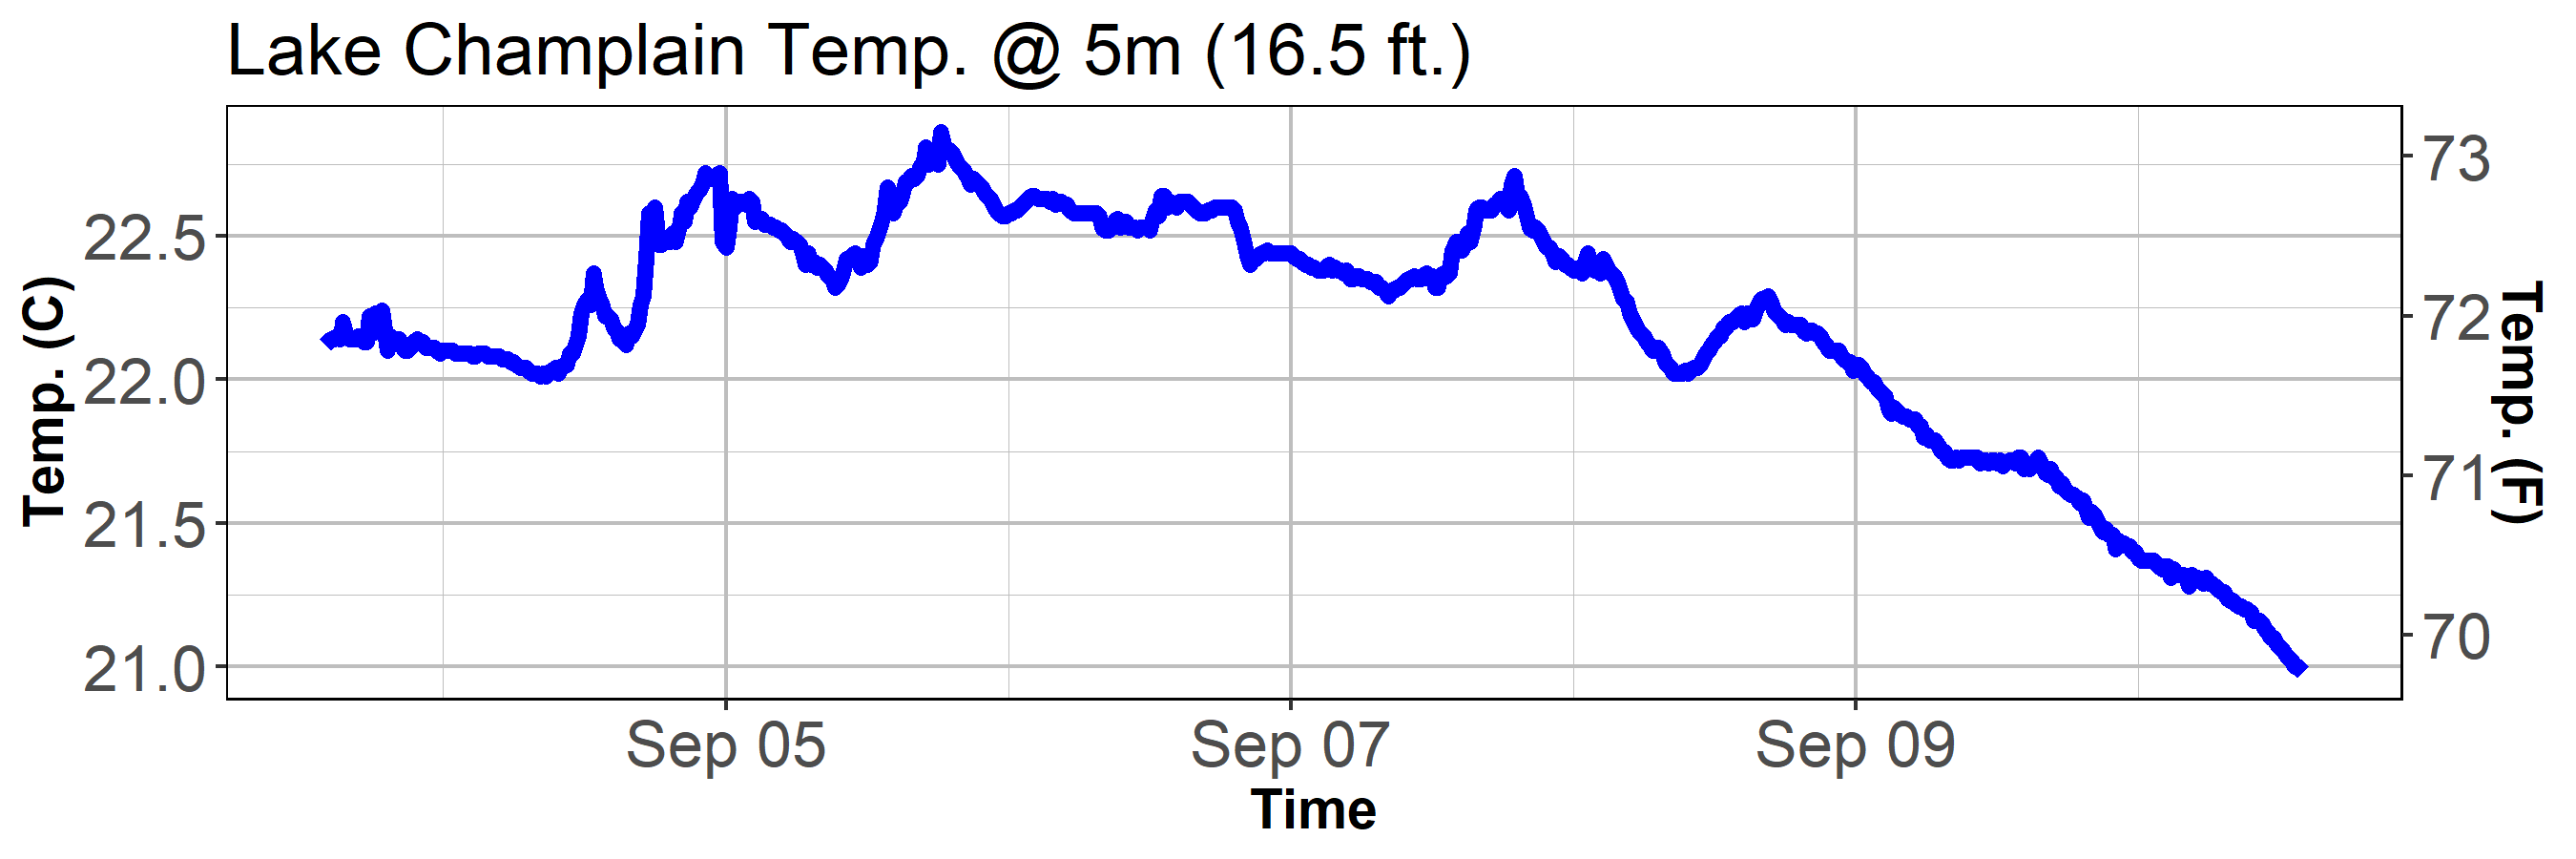 Lake Champlain Temp. @ 5m (16.5 ft.)
Temp. (C)
22.5
22.0
21.5
21.0
73
72
71
70
Temp. (F)
Sep 05 Sep 07 Sep 09
Time